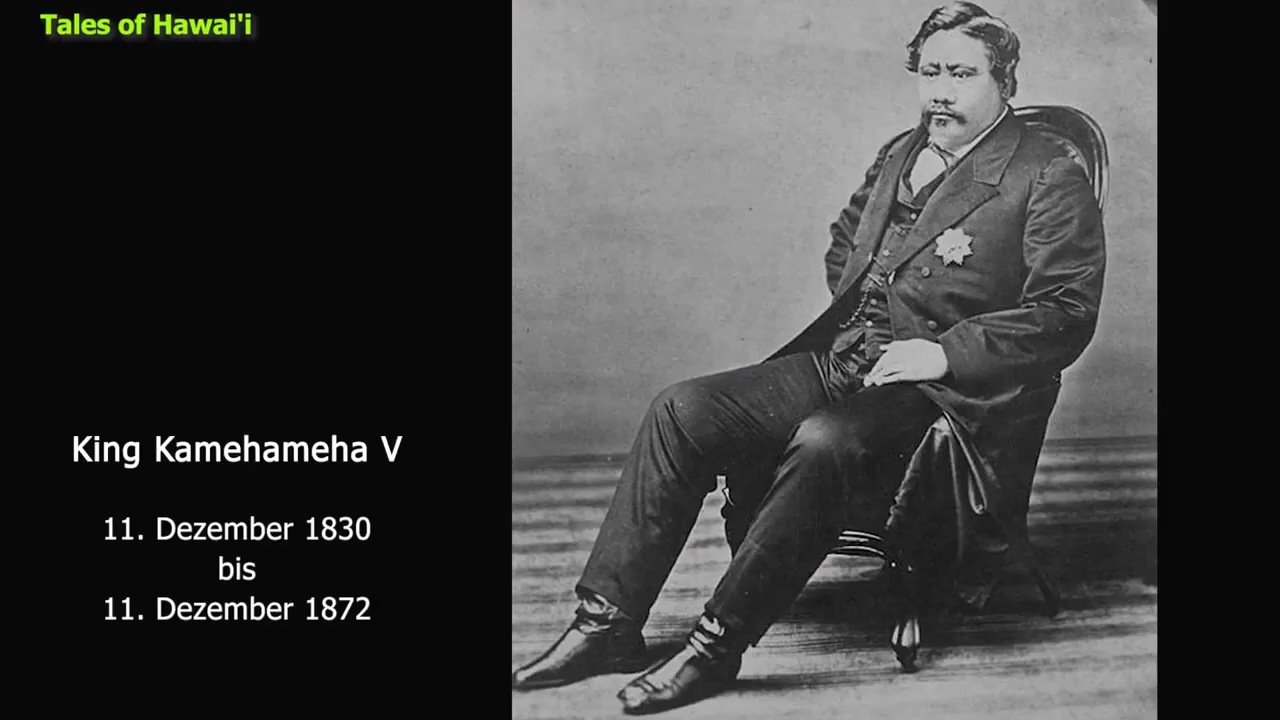 Tales of Hawai'i
King Kamehameha V
11. Dezember 1830
bis
11. Dezember 1872